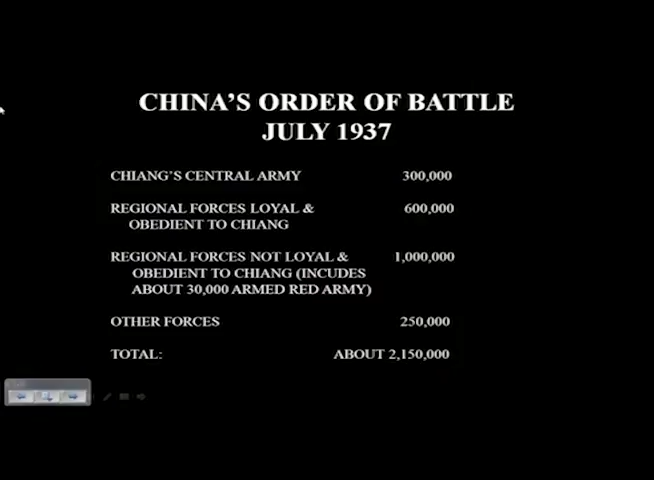 CHINA'S ORDER OF BATTLE
JULY 1937
CHIANG'S CENTRAL ARMY 300,000
REGIONAL FORCES LOYAL & 600,000
OBEDIENT TO CHIANG
REGIONAL FORCES NOT LOYAL & 1,000,000
OBEDIENT TO CHIANG (INCUDES
ABOUT 30,000 ARMED RED ARMY)
OTHER FORCES 250,000
TOTAL: ABOUT 2,150,000